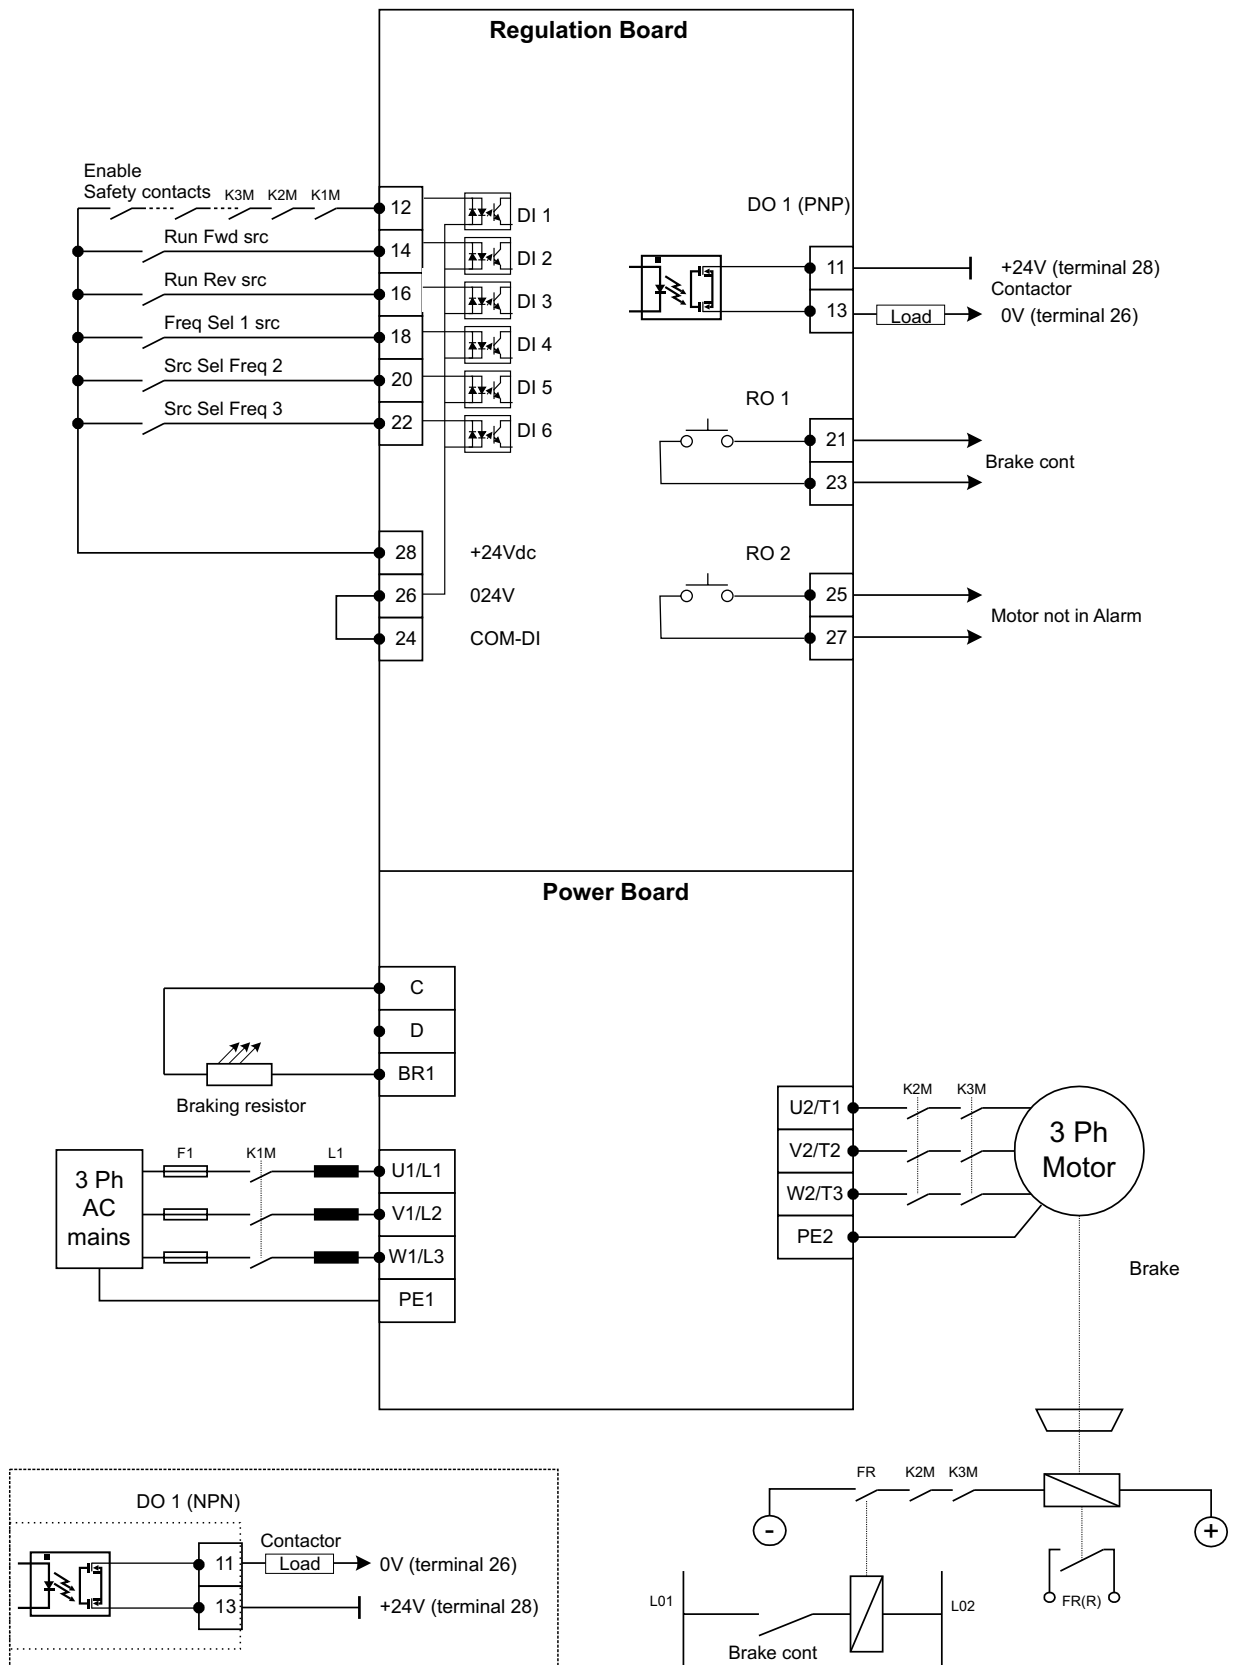 Regulation Board
Enable
Safety contacts K3M K2M K1M
12
DI 1
Run Fwd src
14
DI 2
Run Rev src
16
DI 3
Freq Sel 1 src
18
DI 4
Src Sel Freq 2
20
DI 5
Src Sel Freq 3
22
DI 6
28 +24Vdc
26 024V
24 COM-DI
DO 1 (PNP)
11 +24V (terminal 28)
Contactor
13 Load 0V (terminal 26)
RO 1
21
Brake cont
23
RO 2
25
Motor not in Alarm
27
Power Board
C
D
BR1
Braking resistor
3 Ph
AC
mains
F1 K1M L1
U1/L1
V1/L2
W1/L3
PE1
U2/T1
V2/T2
W2/T3
PE2
K2M K3M
3 Ph
Motor
Brake
DO 1 (NPN)
Contactor
11 Load 0V (terminal 26)
13 +24V (terminal 28)
FR K2M K3M
- +
L01 L02
FR(R)
Brake cont